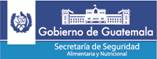 Gobierno de Guatemala
Secretaría de Seguridad
Alimentaria y Nutricional